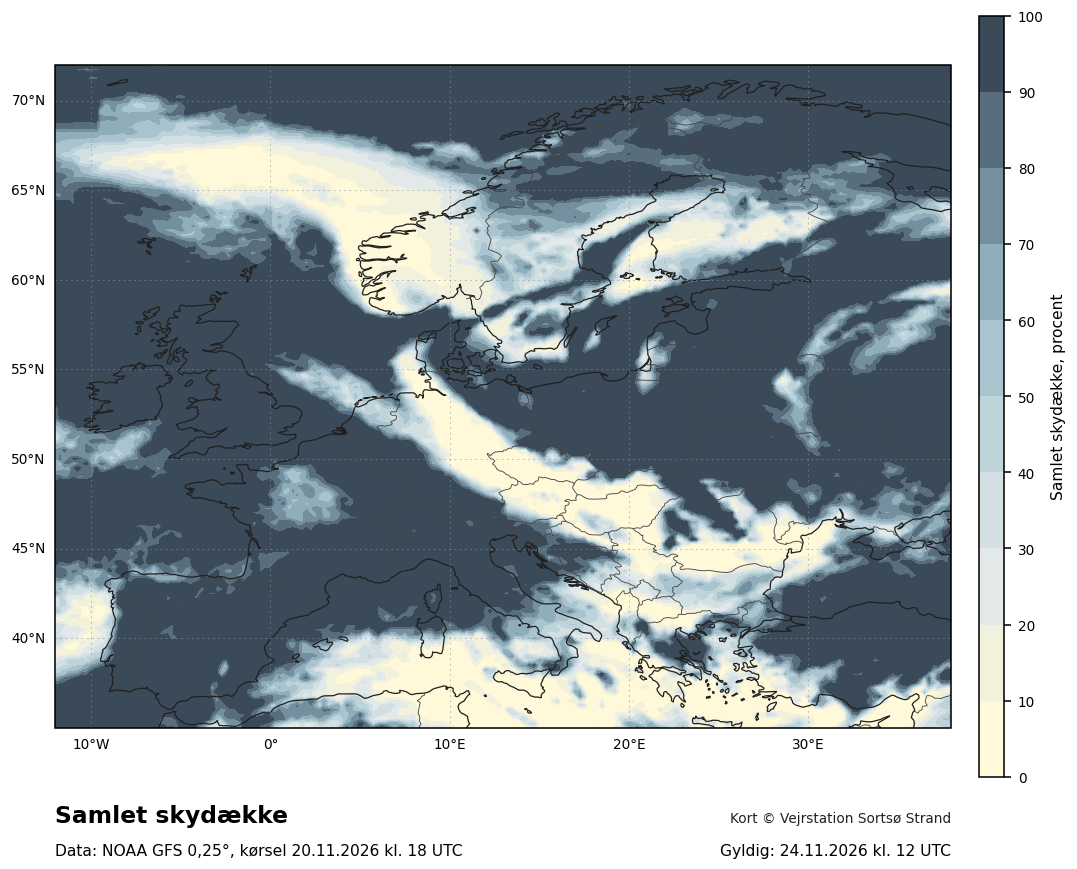 100
90
80
70
60
50
40
30
20
10
0
Samlet skydække, procent
70°N
65°N
60°N
55°N
50°N
45°N
40°N
10°W
0°
10°E
20°E
30°E
Samlet skydække
Kort © Vejrstation Sortsø Strand
Data: NOAA GFS 0,25°, kørsel 20.11.2026 kl. 18 UTC
Gyldig: 24.11.2026 kl. 12 UTC